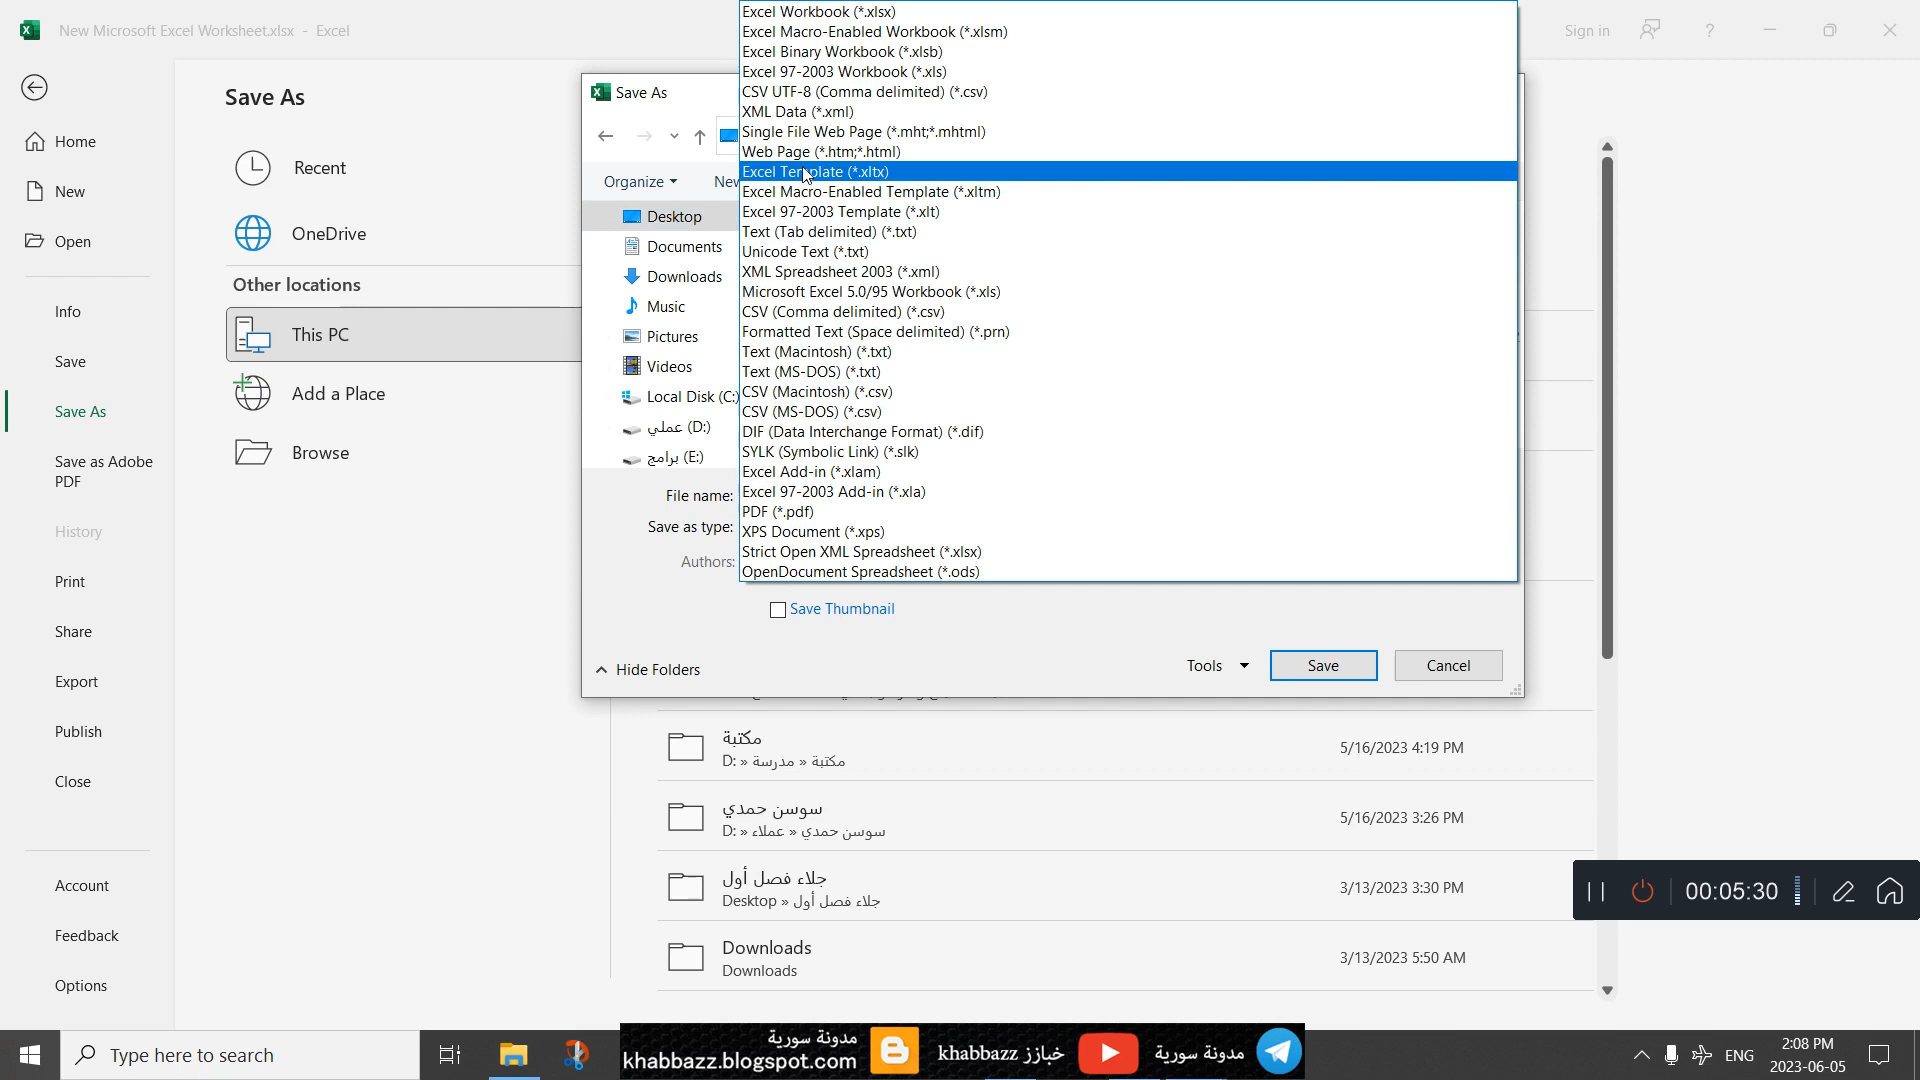 New Microsoft Excel Worksheet.xlsx - Excel
Sign in
?
Home
New
Open
Info
Save
Save As
Save as Adobe
PDF
History
Print
Share
Export
Publish
Close
Account
Feedback
Options
Save As
Recent
OneDrive
Other locations
This PC
Add a Place
Browse
Save As
Organize
New
Desktop
Documents
Downloads
Music
Pictures
Videos
Local Disk (C:)
عملي (D:)
برامج (E:)
File name:
Save as type:
Authors:
Excel Workbook (*.xlsx)
Excel Macro-Enabled Workbook (*.xlsm)
Excel Binary Workbook (*.xlsb)
Excel 97-2003 Workbook (*.xls)
CSV UTF-8 (Comma delimited) (*.csv)
XML Data (*.xml)
Single File Web Page (*.mht;*.mhtml)
Web Page (*.htm;*.html)
Excel Template (*.xltx)
Excel Macro-Enabled Template (*.xltm)
Excel 97-2003 Template (*.xlt)
Text (Tab delimited) (*.txt)
Unicode Text (*.txt)
XML Spreadsheet 2003 (*.xml)
Microsoft Excel 5.0/95 Workbook (*.xls)
CSV (Comma delimited) (*.csv)
Formatted Text (Space delimited) (*.prn)
Text (Macintosh) (*.txt)
Text (MS-DOS) (*.txt)
CSV (Macintosh) (*.csv)
CSV (MS-DOS) (*.csv)
DIF (Data Interchange Format) (*.dif)
SYLK (Symbolic Link) (*.slk)
Excel Add-in (*.xlam)
Excel 97-2003 Add-in (*.xla)
PDF (*.pdf)
XPS Document (*.xps)
Strict Open XML Spreadsheet (*.xlsx)
OpenDocument Spreadsheet (*.ods)
Save Thumbnail
Hide Folders
Tools
Save
Cancel
مكتبة
D: » مدرسة » مكتبة
5/16/2023 4:19 PM
سوسن حمدي
D: » عملاء » سوسن حمدي
5/16/2023 3:26 PM
جلاء فصل أول
Desktop » جلاء فصل أول
3/13/2023 3:30 PM
Downloads
Downloads
3/13/2023 5:50 AM
00:05:30
Type here to search
مدونة سورية
khabbazz.blogspot.com
خبازز khabbazz
مدونة سورية
ENG
2:08 PM
2023-06-05